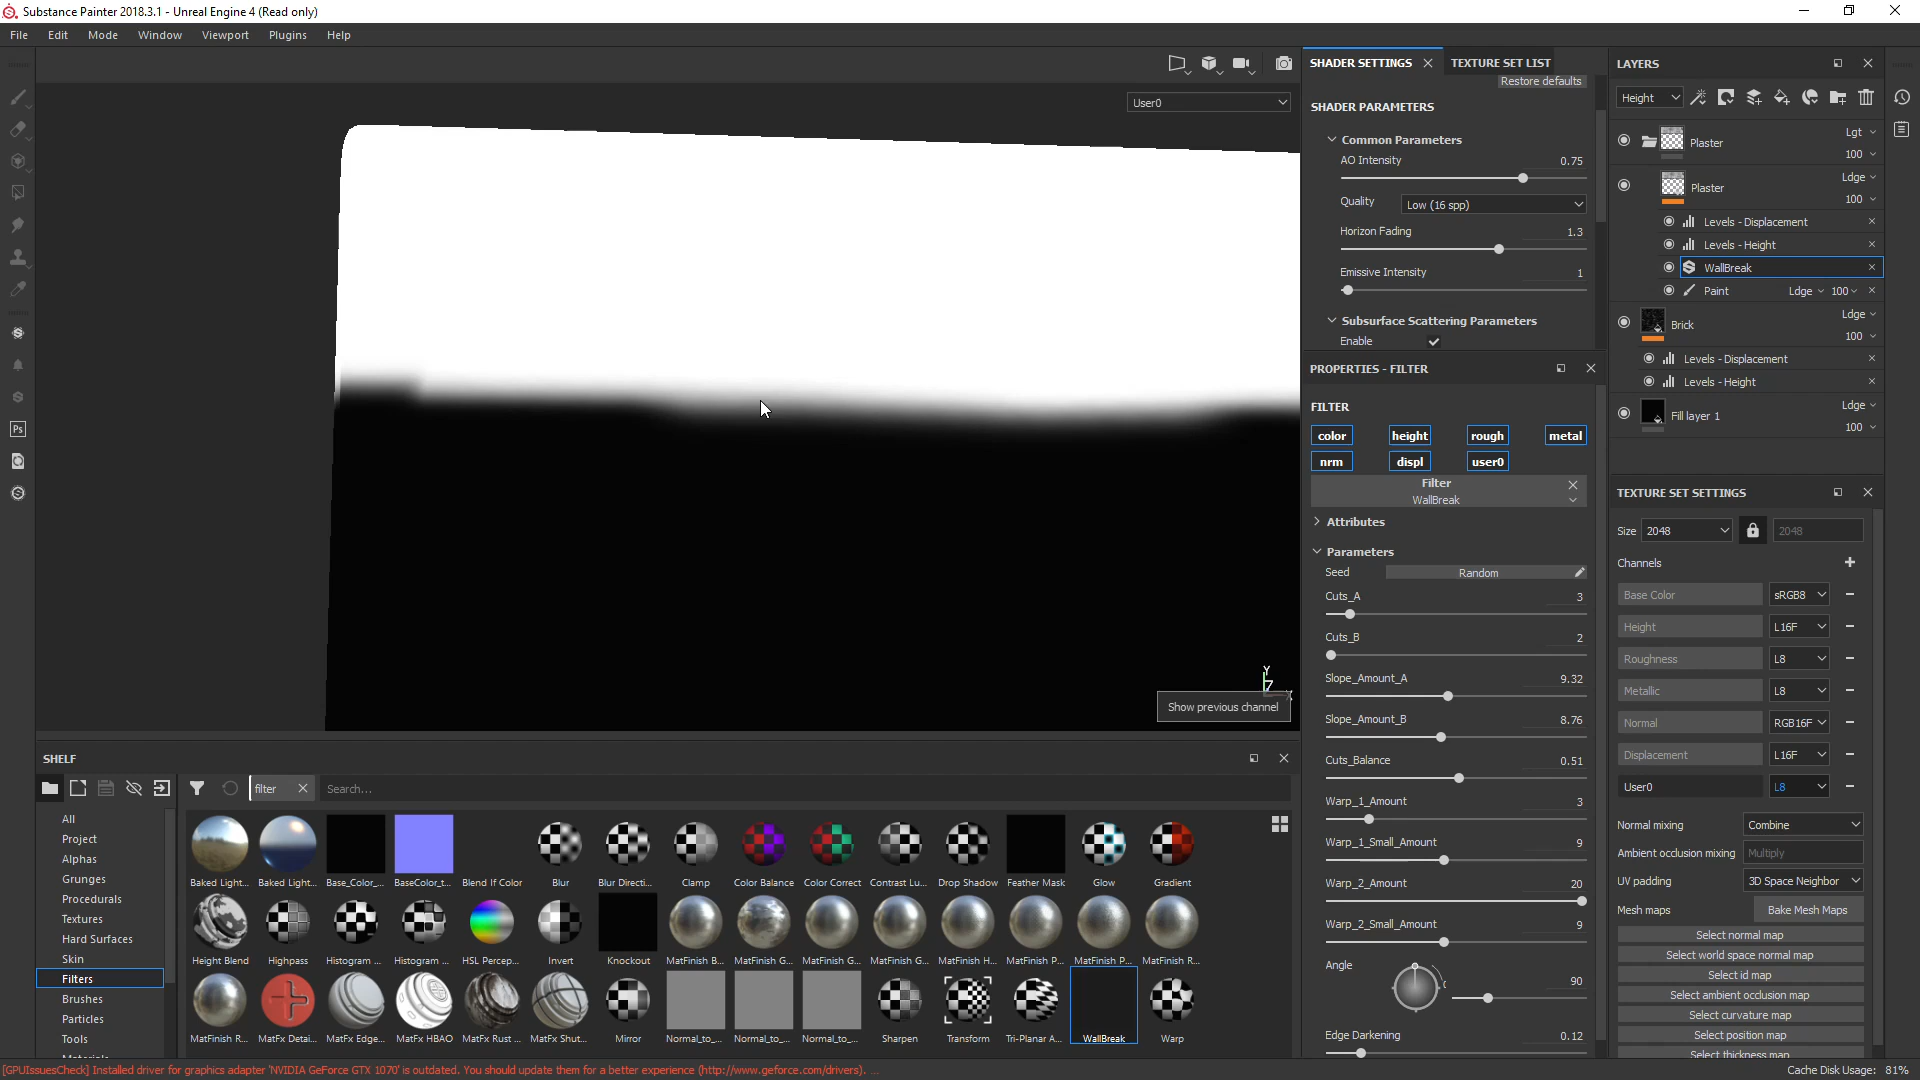 Substance Painter 2018.3.1 - Unreal Engine 4 (Read only)
File Edit Mode Window Viewport Plugins Help
User0
Show previous channel
Y
Z
X
SHADER SETTINGS
TEXTURE SET LIST
Restore defaults
SHADER PARAMETERS
Common Parameters
AO Intensity 0.75
Quality Low (16 spp)
Horizon Fading 1.3
Emissive Intensity 1
Subsurface Scattering Parameters
Enable
PROPERTIES - FILTER
FILTER
color height rough metal
nrm displ user0
Filter
WallBreak
Attributes
Parameters
Seed Random
Cuts_A 3
Cuts_B 2
Slope_Amount_A 9.32
Slope_Amount_B 8.76
Cuts_Balance 0.51
Warp_1_Amount 3
Warp_1_Small_Amount 9
Warp_2_Amount 20
Warp_2_Small_Amount 9
Angle 90
Edge Darkening 0.12
LAYERS
Height
Plaster Lgt
100
Plaster Ldge
100
Levels - Displacement
Levels - Height
WallBreak
Paint Ldge 100
Brick Ldge
100
Levels - Displacement
Levels - Height
Fill layer 1 Ldge
100
TEXTURE SET SETTINGS
Size 2048 2048
Channels
Base Color sRGB8
Height L16F
Roughness L8
Metallic L8
Normal RGB16F
Displacement L16F
User0 L8
Normal mixing Combine
Ambient occlusion mixing Multiply
UV padding 3D Space Neighbor
Mesh maps Bake Mesh Maps
Select normal map
Select world space normal map
Select id map
Select ambient occlusion map
Select curvature map
Select position map
Select thickness map
SHELF
filter Search...
All
Project
Alphas
Grunges
Procedurals
Textures
Hard Surfaces
Skin
Filters
Brushes
Particles
Tools
Materials
Baked Light... Baked Light... Base_Color_... BaseColor_t... Blend If Color Blur Blur Directi... Clamp Color Balance Color Correct Contrast Lu... Drop Shadow Feather Mask Glow Gradient
Height Blend Highpass Histogram ... Histogram ... HSL Percep... Invert Knockout MatFinish B... MatFinish G... MatFinish G... MatFinish G... MatFinish H... MatFinish P... MatFinish P... MatFinish R...
MatFinish R... MatFx Detai... MatFx Edge... MatFx HBAO MatFx Rust ... MatFx Shut... Mirror Normal_to_... Normal_to_... Normal_to_... Sharpen Transform Tri-Planar A... WallBreak Warp
[GPUIssuesCheck] Installed driver for graphics adapter 'NVIDIA GeForce GTX 1070' is outdated. You should update them for a better experience (http://www.geforce.com/drivers). ...
Cache Disk Usage: 81%